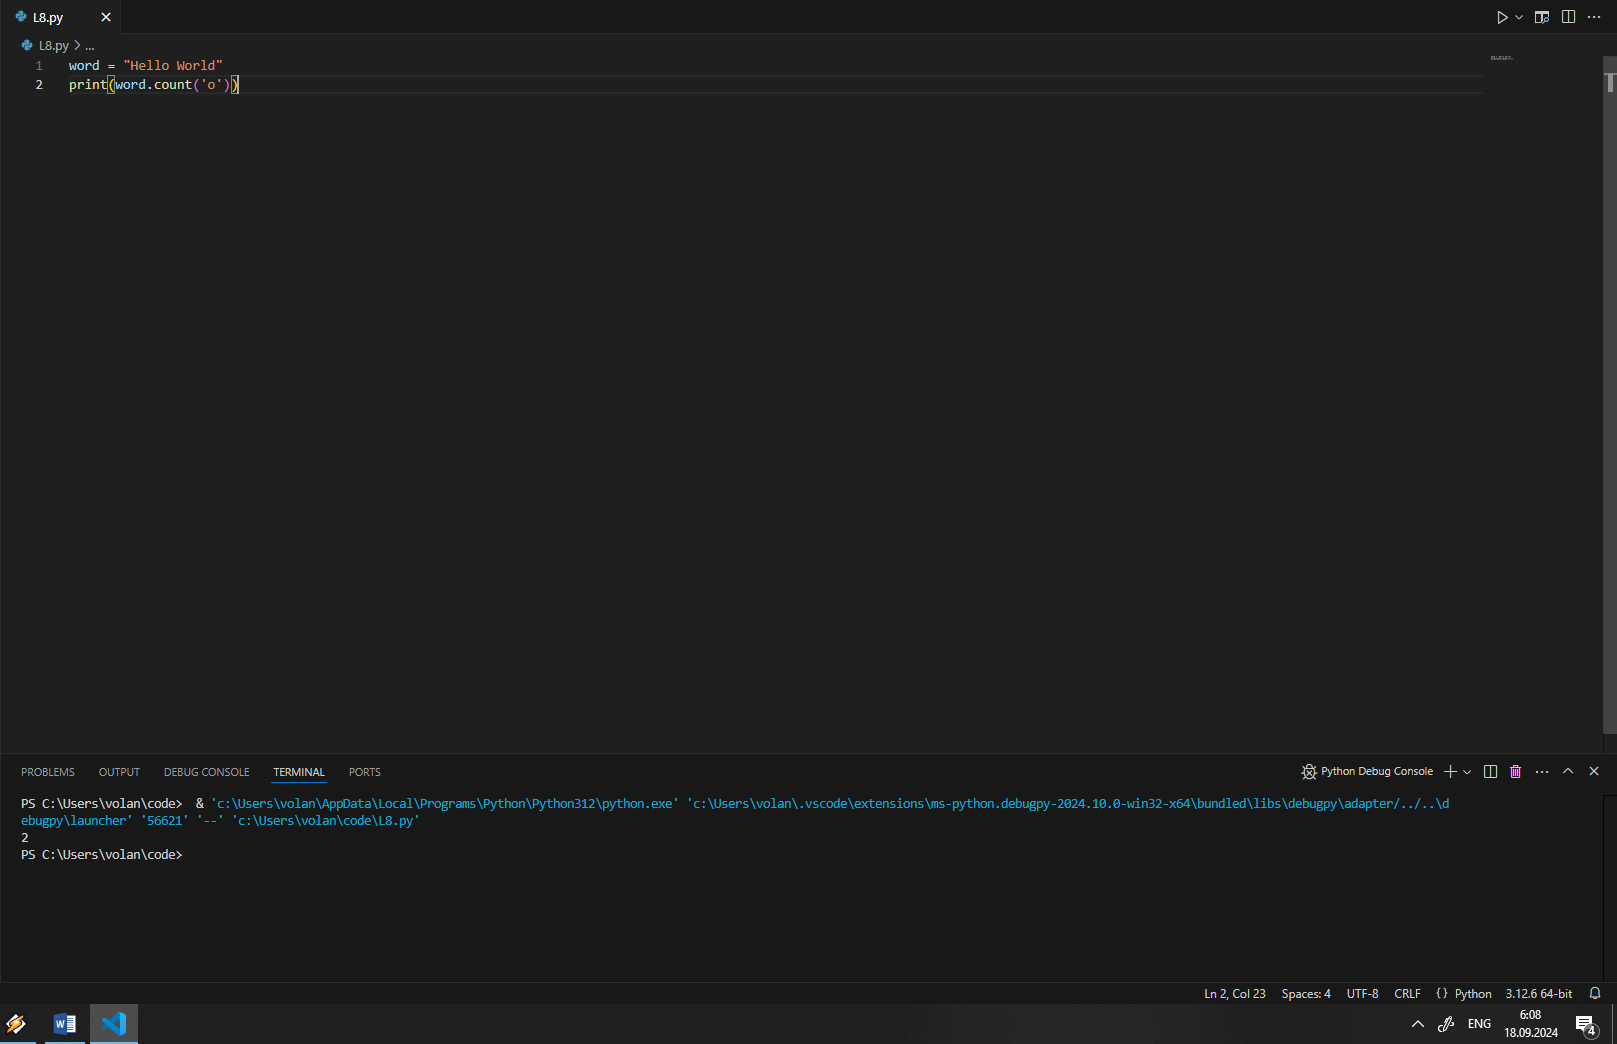 L8.py
L8.py > ...
1 word = "Hello World"
2 print(word.count('o'))
PROBLEMS OUTPUT DEBUG CONSOLE TERMINAL PORTS Python Debug Console
PS C:\Users\volan\code>  & 'c:\Users\volan\AppData\Local\Programs\Python\Python312\python.exe' 'c:\Users\volan\.vscode\extensions\ms-python.debugpy-2024.10.0-win32-x64\bundled\libs\debugpy\adapter/../..\d
ebugpy\launcher' '56621' '--' 'c:\Users\volan\code\L8.py'
2
PS C:\Users\volan\code>
Ln 2, Col 23 Spaces: 4 UTF-8 CRLF {} Python 3.12.6 64-bit
W ENG 6:08
18.09.2024 4